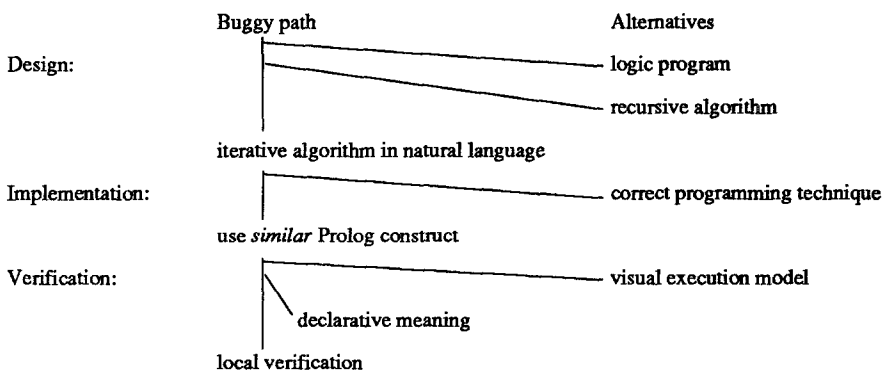 Buggy path Alternatives
Design: logic program
recursive algorithm
iterative algorithm in natural language
Implementation: correct programming technique
use similar Prolog construct
Verification: visual execution model
declarative meaning
local verification